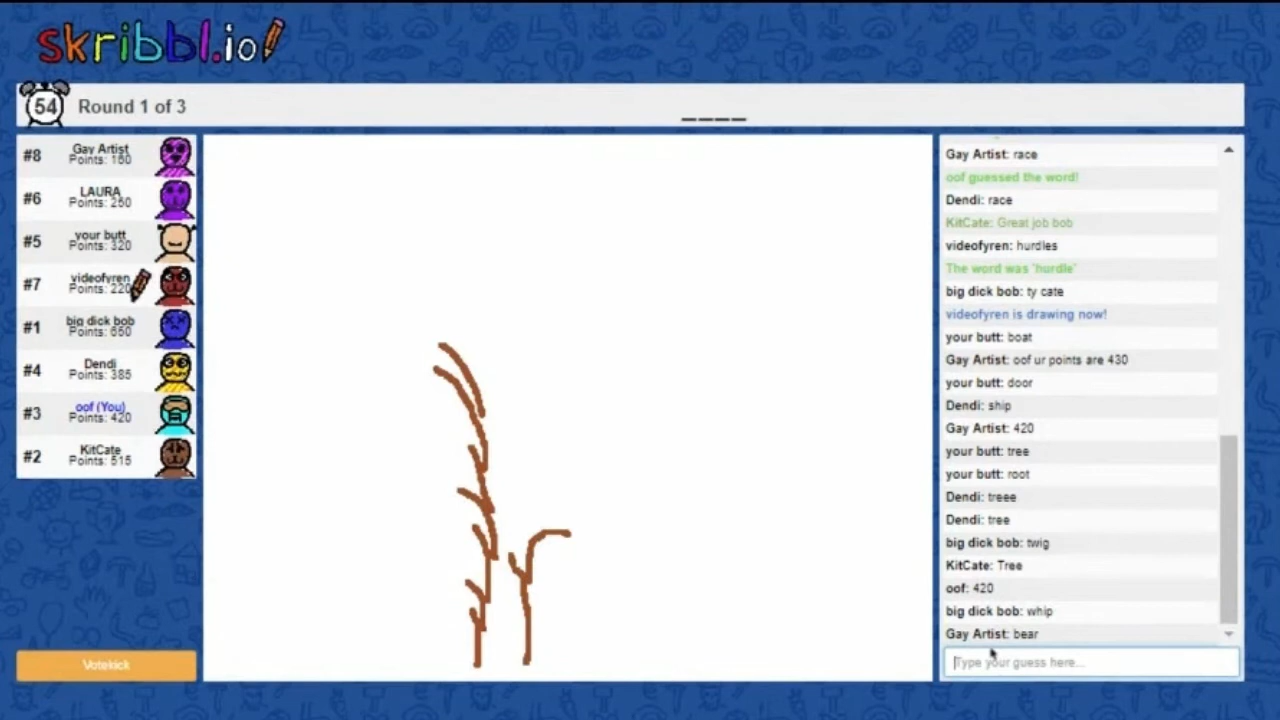 skribbl.io
54
Round 1 of 3
____
#8
Gay Artist
Points: 160
#6
LAURA
Points: 250
#5
your butt
Points: 320
#7
videofyren
Points: 220
#1
big dick bob
Points: 650
#4
Dendi
Points: 385
#3
oof (You)
Points: 420
#2
KitCate
Points: 515
Votekick
Gay Artist: race
oof guessed the word!
Dendi: race
KitCate: Great job bob
videofyren: hurdles
The word was 'hurdle'
big dick bob: ty cate
videofyren is drawing now!
your butt: boat
Gay Artist: oof ur points are 430
your butt: door
Dendi: ship
Gay Artist: 420
your butt: tree
your butt: root
Dendi: treee
Dendi: tree
big dick bob: twig
KitCate: Tree
oof: 420
big dick bob: whip
Gay Artist: bear
Type your guess here...